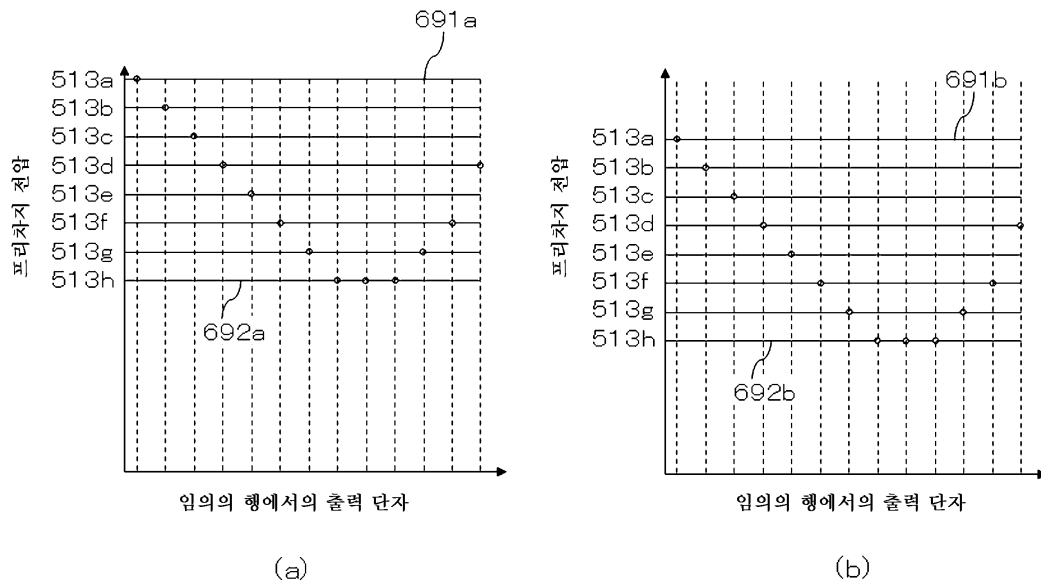 691a
513a
513b
513c
513d
513e
513f
513g
513h
692a
프리차지 전압
임의의 행에서의 출력 단자
(a)
691b
513a
513b
513c
513d
513e
513f
513g
513h
692b
프리차지 전압
임의의 행에서의 출력 단자
(b)